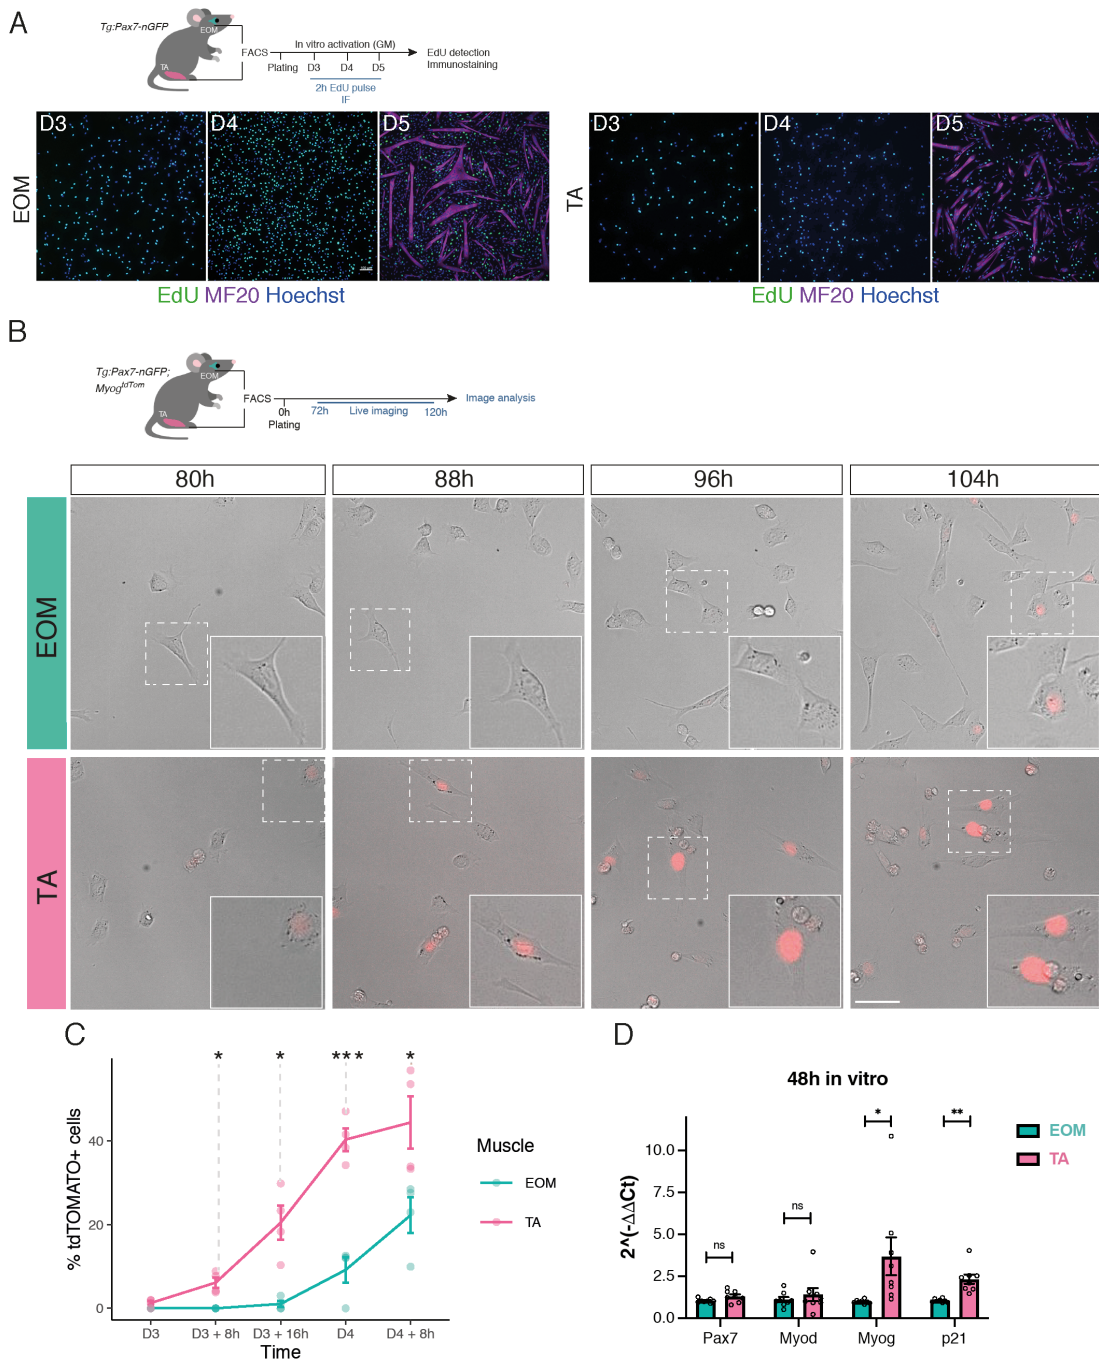 A
Tg:Pax7-nGFP
EOM
TA
FACS
In vitro activation (GM)
Plating D3 D4 D5
2h EdU pulse
IF
EdU detection
Immunostaining
EOM
D3 D4 D5
EdU MF20 Hoechst
TA
D3 D4 D5
EdU MF20 Hoechst
B
Tg:Pax7-nGFP;
MyogtdTom
EOM
TA
FACS
0h
Plating
72h Live imaging 120h
Image analysis
80h 88h 96h 104h
EOM
TA
C
* * *** *
% tdTOMATO+ cells
40
20
0
D3 D3 + 8h D3 + 16h D4 D4 + 8h
Time
Muscle
EOM
TA
D
48h in vitro
2^(-ΔΔCt)
10.0
7.5
5.0
2.5
0.0
ns ns * **
Pax7 Myod Myog p21
EOM
TA